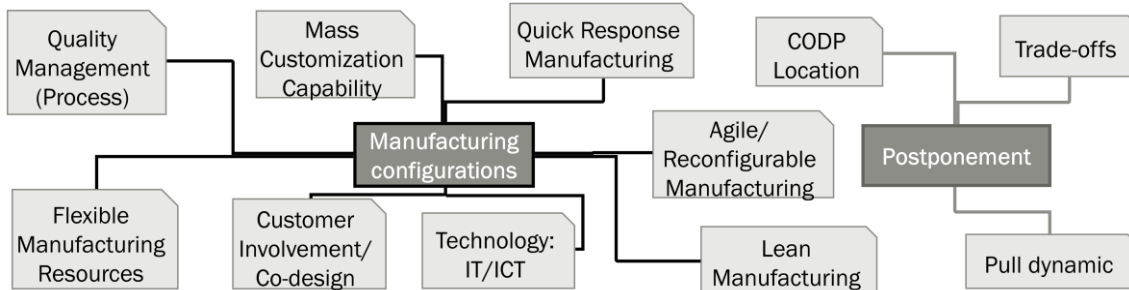 Quality
Management
(Process)
Mass
Customization
Capability
Quick Response
Manufacturing
CODP
Location
Trade-offs
Manufacturing
configurations
Agile/
Reconfigurable
Manufacturing
Postponement
Flexible
Manufacturing
Resources
Customer
Involvement/
Co-design
Technology:
IT/ICT
Lean
Manufacturing
Pull dynamic